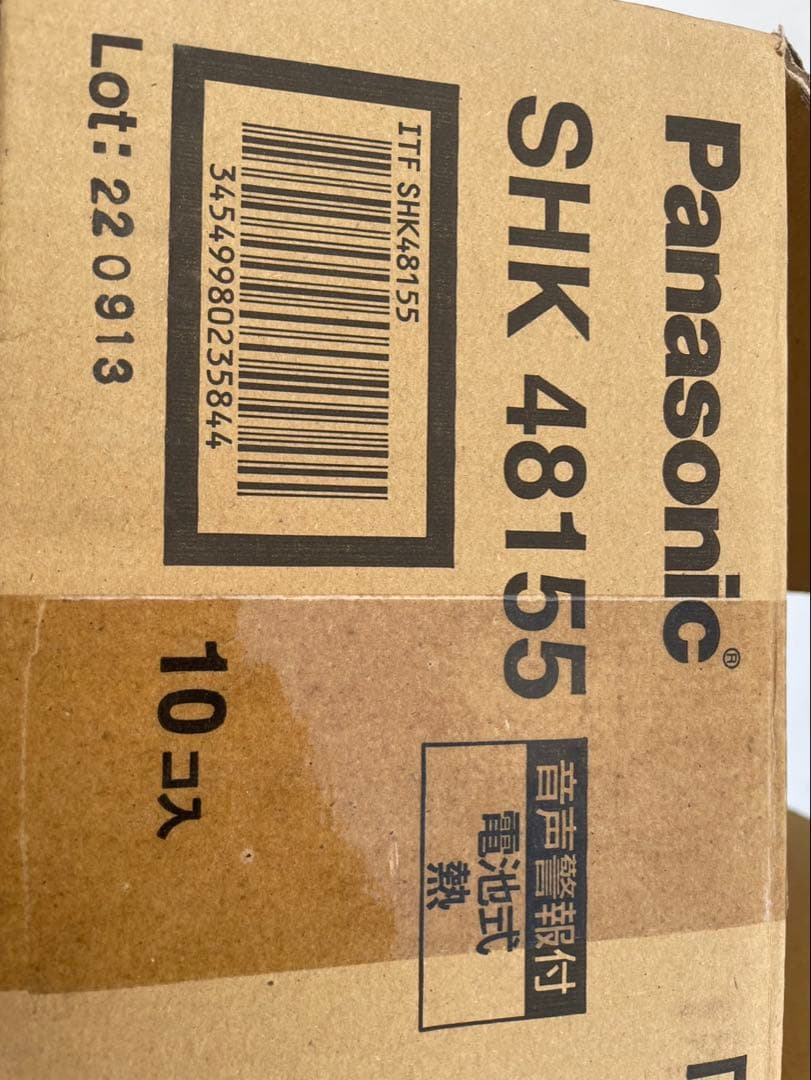 Panasonic®
SHK 48155
音声警報付
電池式
熱
ITF SHK48155
34549980235844
10コ入
Lot: 220913